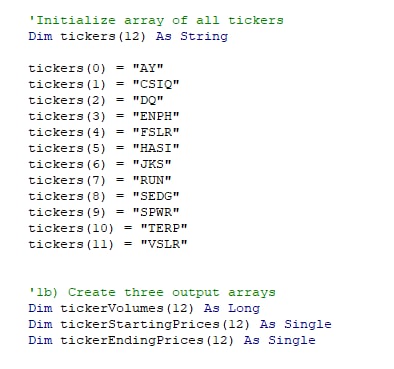 'Initialize array of all tickers
Dim tickers(12) As String
tickers(0) = "AY"
tickers(1) = "CSIQ"
tickers(2) = "DQ"
tickers(3) = "ENPH"
tickers(4) = "FSLR"
tickers(5) = "HASI"
tickers(6) = "JKS"
tickers(7) = "RUN"
tickers(8) = "SEDG"
tickers(9) = "SPWR"
tickers(10) = "TERP"
tickers(11) = "VSLR"
'1b) Create three output arrays
Dim tickerVolumes(12) As Long
Dim tickerStartingPrices(12) As Single
Dim tickerEndingPrices(12) As Single